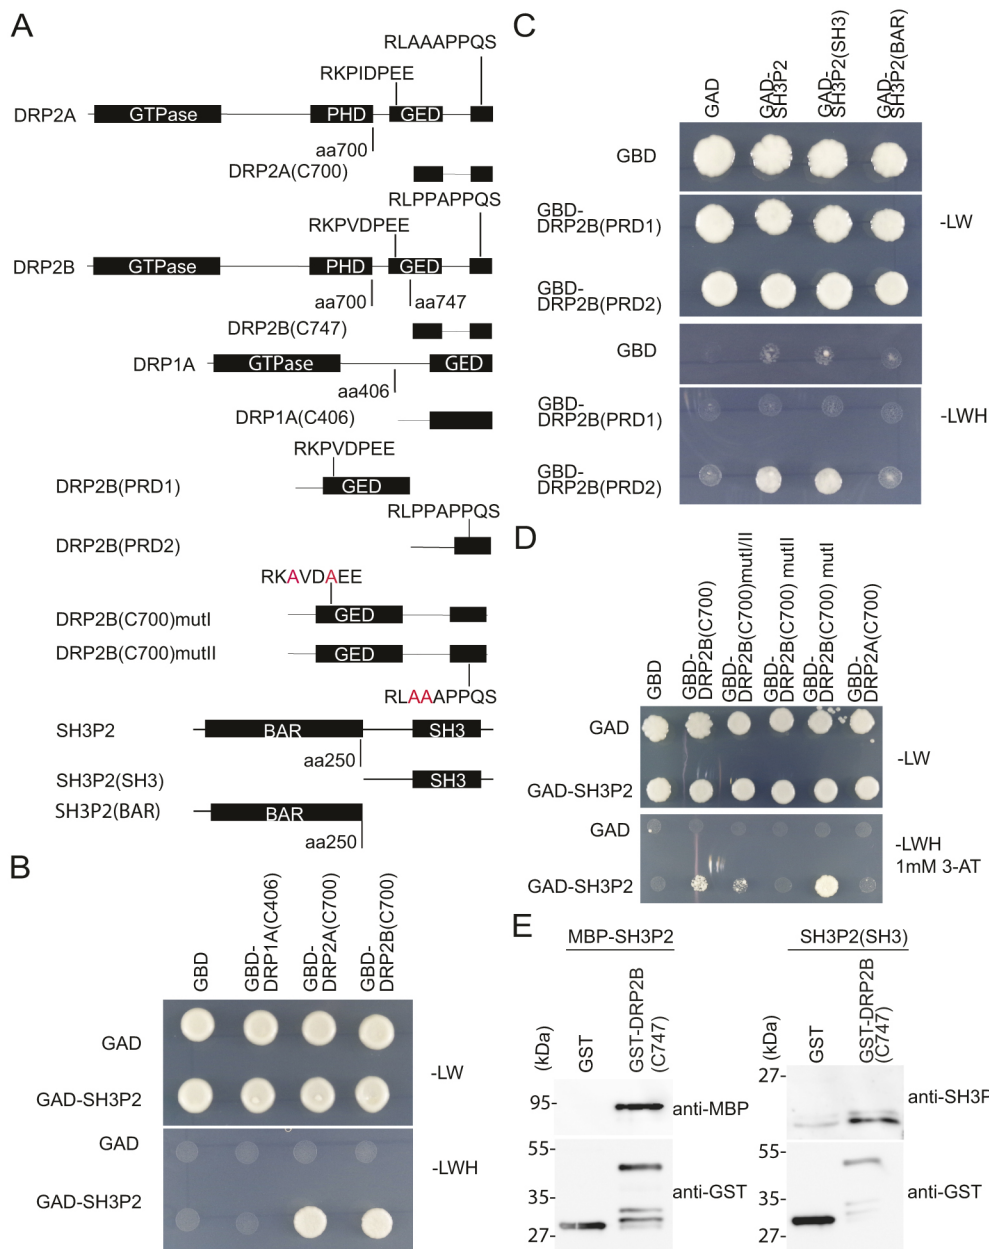 A
RLAAAPPQS
RKPIDPEE
DRP2A
GTPase
PHD
GED
aa700
DRP2A(C700)
RLPPAPPQS
RKPVDPEE
DRP2B
GTPase
PHD
GED
aa700
aa747
DRP2B(C747)
DRP1A
GTPase
GED
aa406
DRP1A(C406)
RKPVDPEE
DRP2B(PRD1)
GED
RLPPAPPQS
DRP2B(PRD2)
RKAVDAEE
DRP2B(C700)mutI
GED
DRP2B(C700)mutII
GED
RLAAAPPQS
SH3P2
BAR
SH3
aa250
SH3P2(SH3)
SH3
SH3P2(BAR)
BAR
aa250
B
GBD
GBD-
DRP1A(C406)
GBD-
DRP2A(C700)
GBD-
DRP2B(C700)
GAD
GAD-SH3P2
-LW
GAD
GAD-SH3P2
-LWH
C
GAD
GAD-
SH3P2
GAD-
SH3P2(SH3)
GAD-
SH3P2(BAR)
GBD
GBD-
DRP2B(PRD1)
GBD-
DRP2B(PRD2)
-LW
GBD
GBD-
DRP2B(PRD1)
GBD-
DRP2B(PRD2)
-LWH
D
GBD
GBD-
DRP2B(C700)
GBD-
DRP2B(C700)mutI/II
GBD-
DRP2B(C700) mutII
GBD-
DRP2B(C700) mutI
GBD-
DRP2A(C700)
GAD
GAD-SH3P2
-LW
GAD
GAD-SH3P2
-LWH
1mM 3-AT
E
MBP-SH3P2
(kDa)
GST
GST-DRP2B
(C747)
95-
anti-MBP
55-
35-
27-
anti-GST
SH3P2(SH3)
(kDa)
GST
GST-DRP2B
(C747)
27-
anti-SH3P
55-
35-
27-
anti-GST